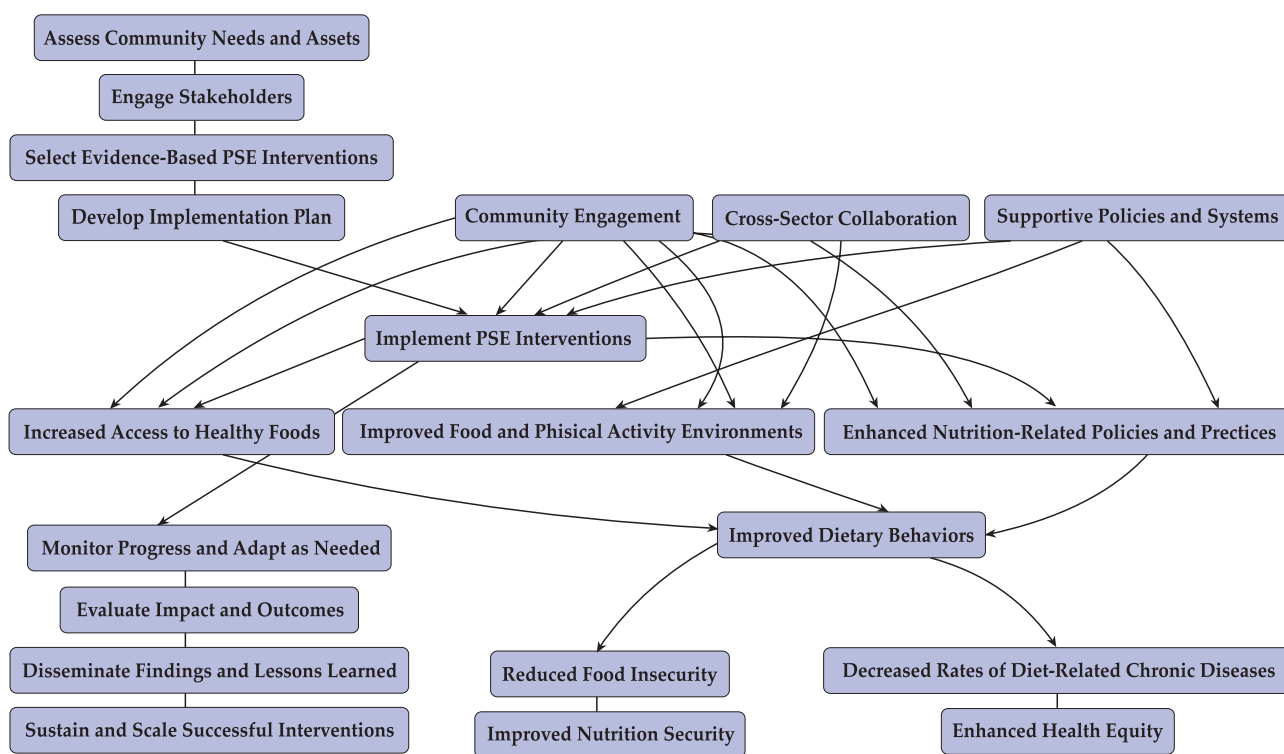 Assess Community Needs and Assets
Engage Stakeholders
Select Evidence-Based PSE Interventions
Develop Implementation Plan
Community Engagement
Cross-Sector Collaboration
Supportive Policies and Systems
Implement PSE Interventions
Increased Access to Healthy Foods
Improved Food and Phisical Activity Environments
Enhanced Nutrition-Related Policies and Prectices
Monitor Progress and Adapt as Needed
Improved Dietary Behaviors
Evaluate Impact and Outcomes
Disseminate Findings and Lessons Learned
Reduced Food Insecurity
Decreased Rates of Diet-Related Chronic Diseases
Sustain and Scale Successful Interventions
Improved Nutrition Security
Enhanced Health Equity